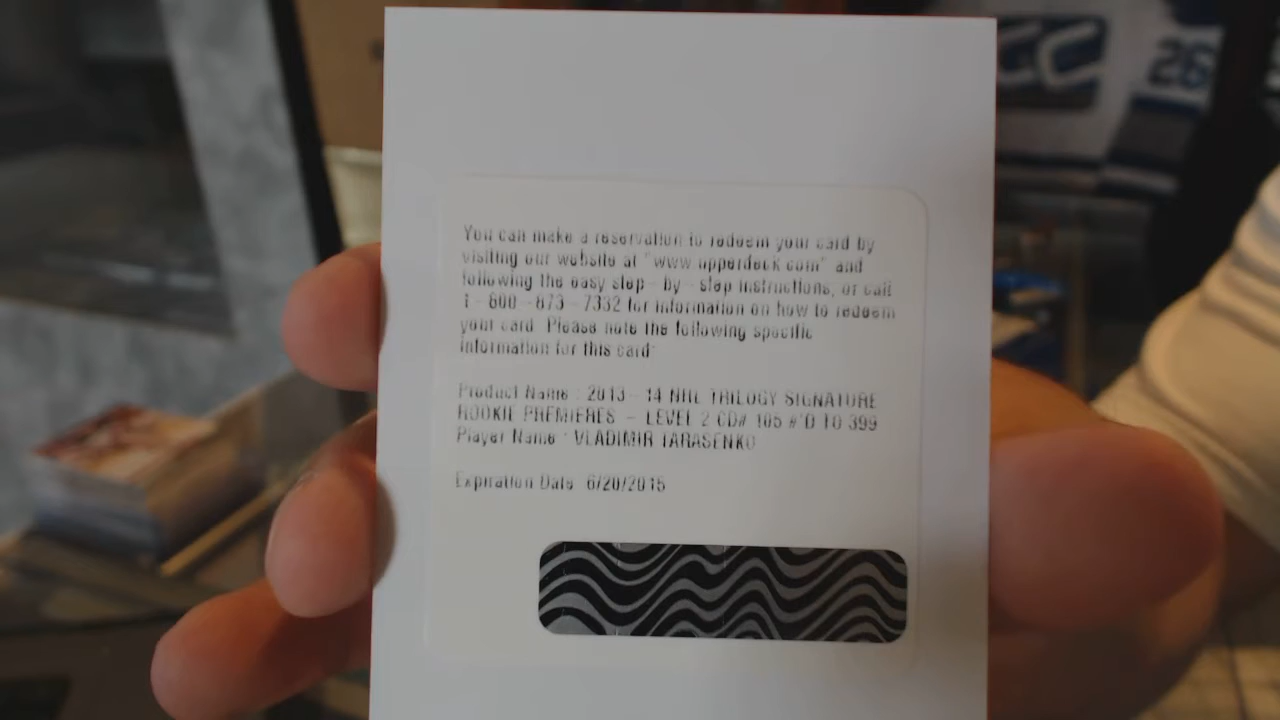 You can make a reservation to redeem your card by
visiting our website at "www.upperdeck.com" and
following the easy step - by - step instructions, or call
1 - 800 - 873 - 7332 for information on how to redeem
your card. Please note the following specific
information for this card:
Product Name : 2013 - 14 NHL TRILOGY SIGNATURE
ROOKIE PREMIERES - LEVEL 2 CD# 105 #'D TO 399
Player Name : VLADIMIR TARASENKO
Expiration Date 6/20/2015
26